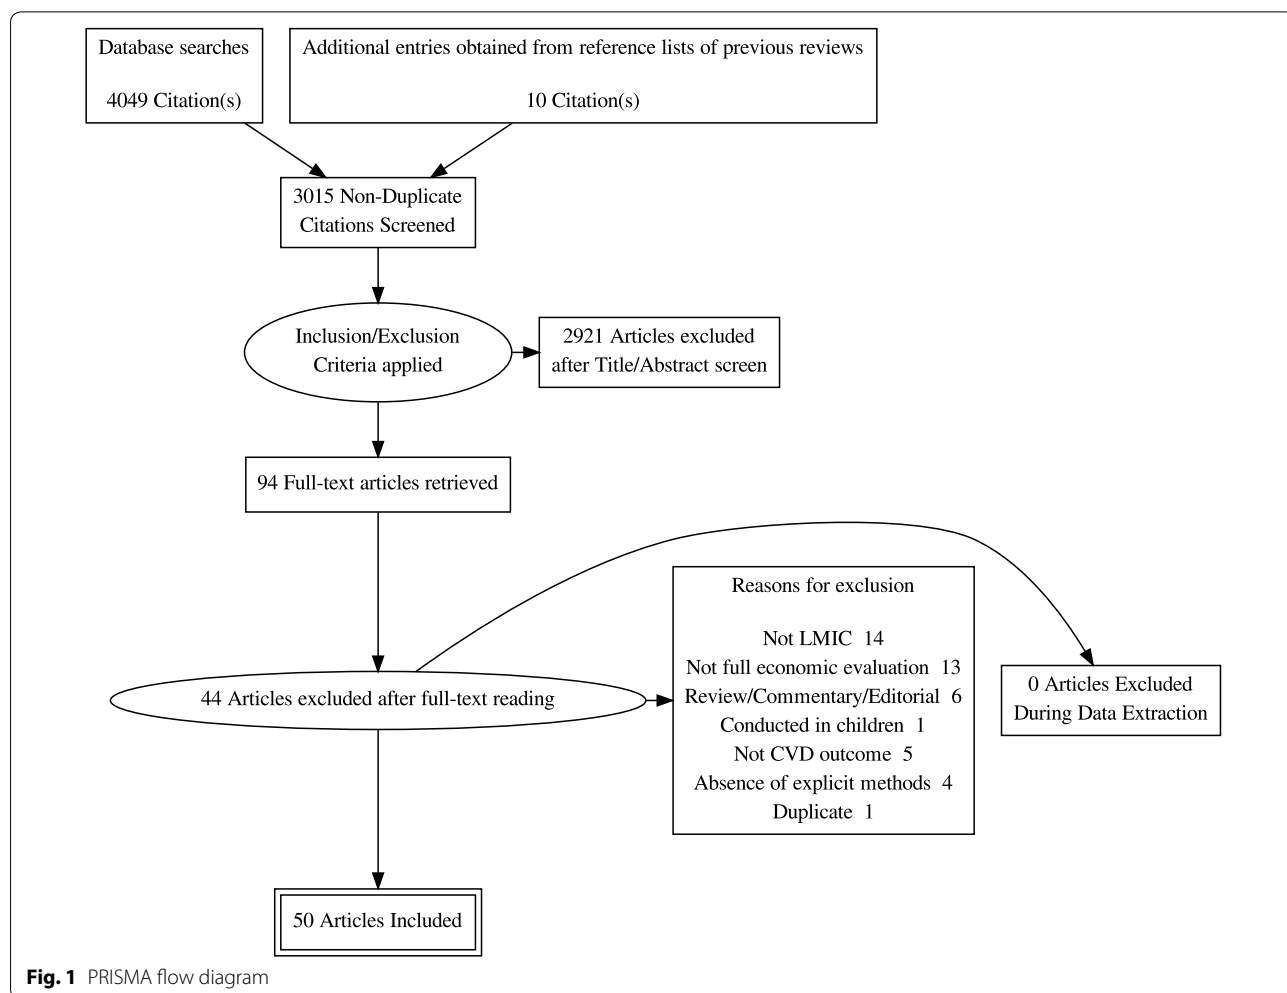 Database searches
4049 Citation(s)
Additional entries obtained from reference lists of previous reviews
10 Citation(s)
3015 Non-Duplicate
Citations Screened
Inclusion/Exclusion
Criteria applied
2921 Articles excluded
after Title/Abstract screen
94 Full-text articles retrieved
44 Articles excluded after full-text reading
Reasons for exclusion
Not LMIC 14
Not full economic evaluation 13
Review/Commentary/Editorial 6
Conducted in children 1
Not CVD outcome 5
Absence of explicit methods 4
Duplicate 1
0 Articles Excluded
During Data Extraction
50 Articles Included
Fig. 1 PRISMA flow diagram